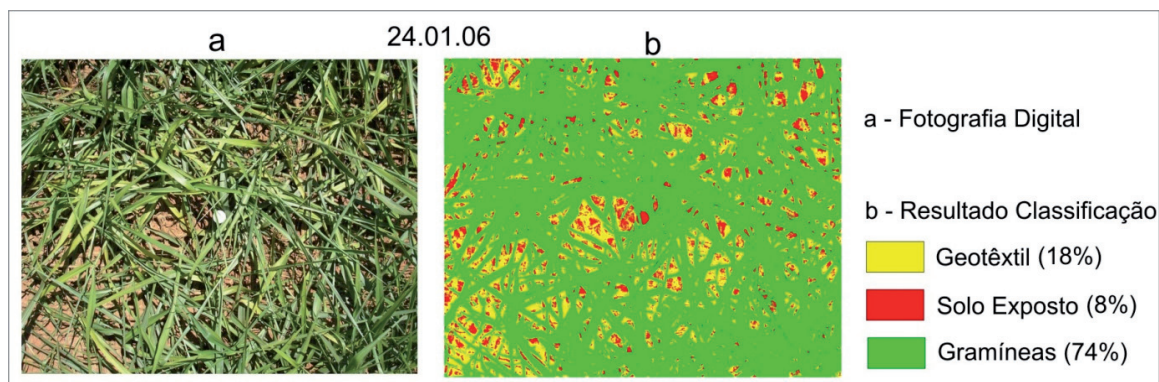 a
24.01.06
b
a - Fotografia Digital
b - Resultado Classificação
Geotêxtil (18%)
Solo Exposto (8%)
Gramíneas (74%)